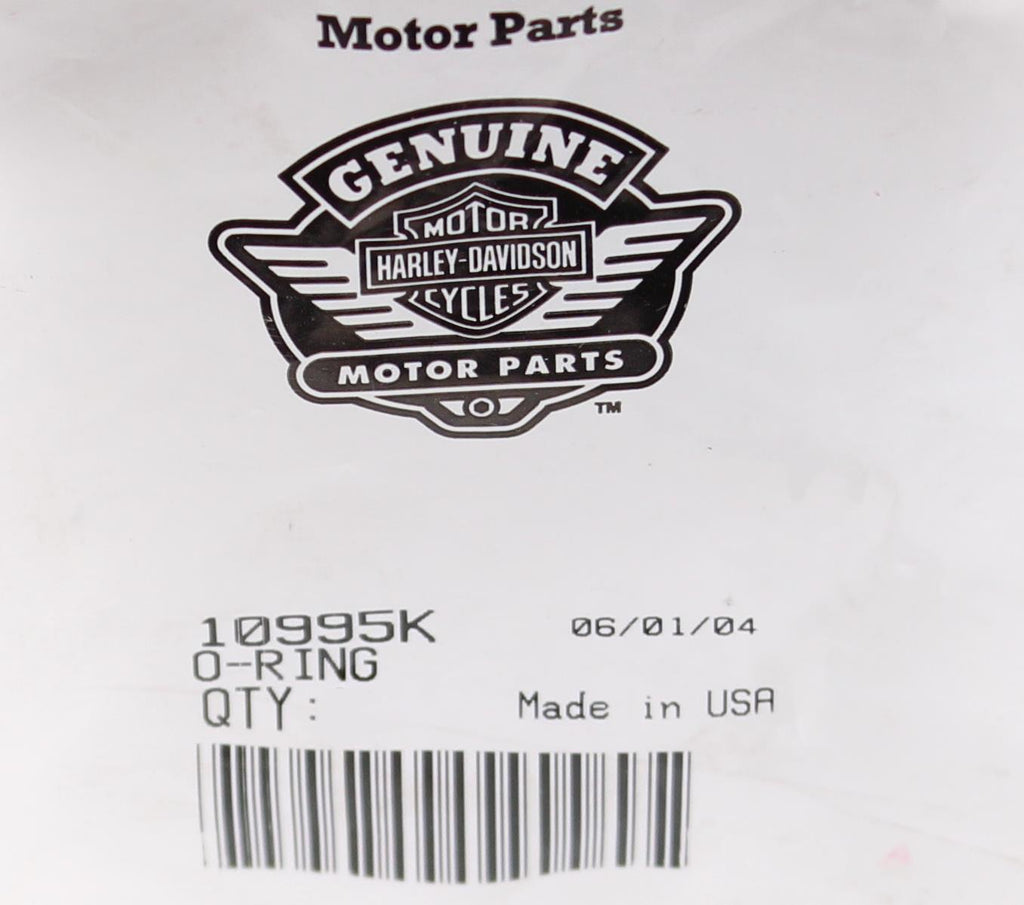 Motor Parts
GENUINE
MOTOR
HARLEY-DAVIDSON
CYCLES
MOTOR PARTS
TM
10995K 06/01/04
O-RING
QTY: Made in USA